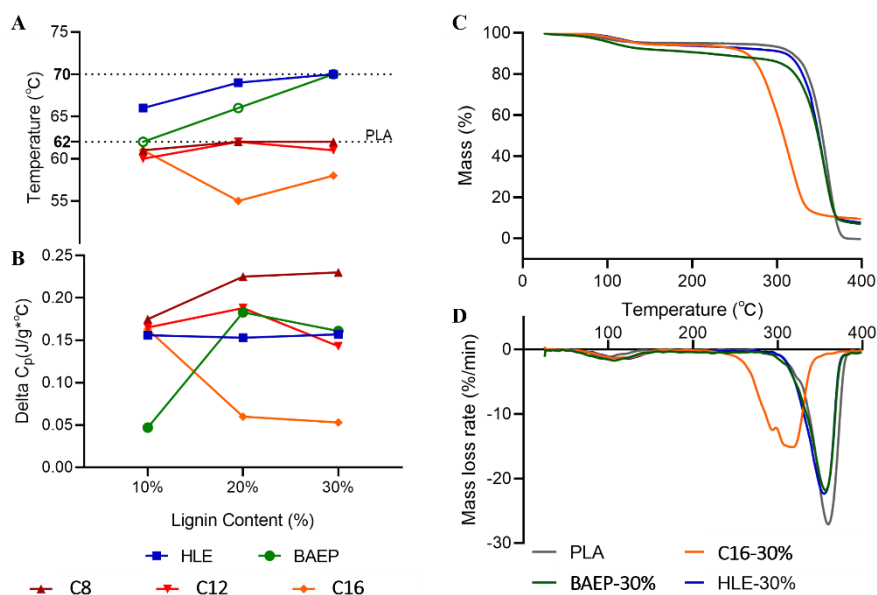 A
Temperature (°C)
75
70
65
62
60
55
PLA
B
Delta Cp(J/g*°C)
0.25
0.20
0.15
0.10
0.05
0.00
10%
20%
30%
Lignin Content (%)
HLE
BAEP
C8
C12
C16
C
Mass (%)
100
80
60
40
20
0
0
100
200
300
400
Temperature (°C)
D
100
200
300
400
Mass loss rate (%/min)
0
-10
-20
-30
PLA
C16-30%
BAEP-30%
HLE-30%